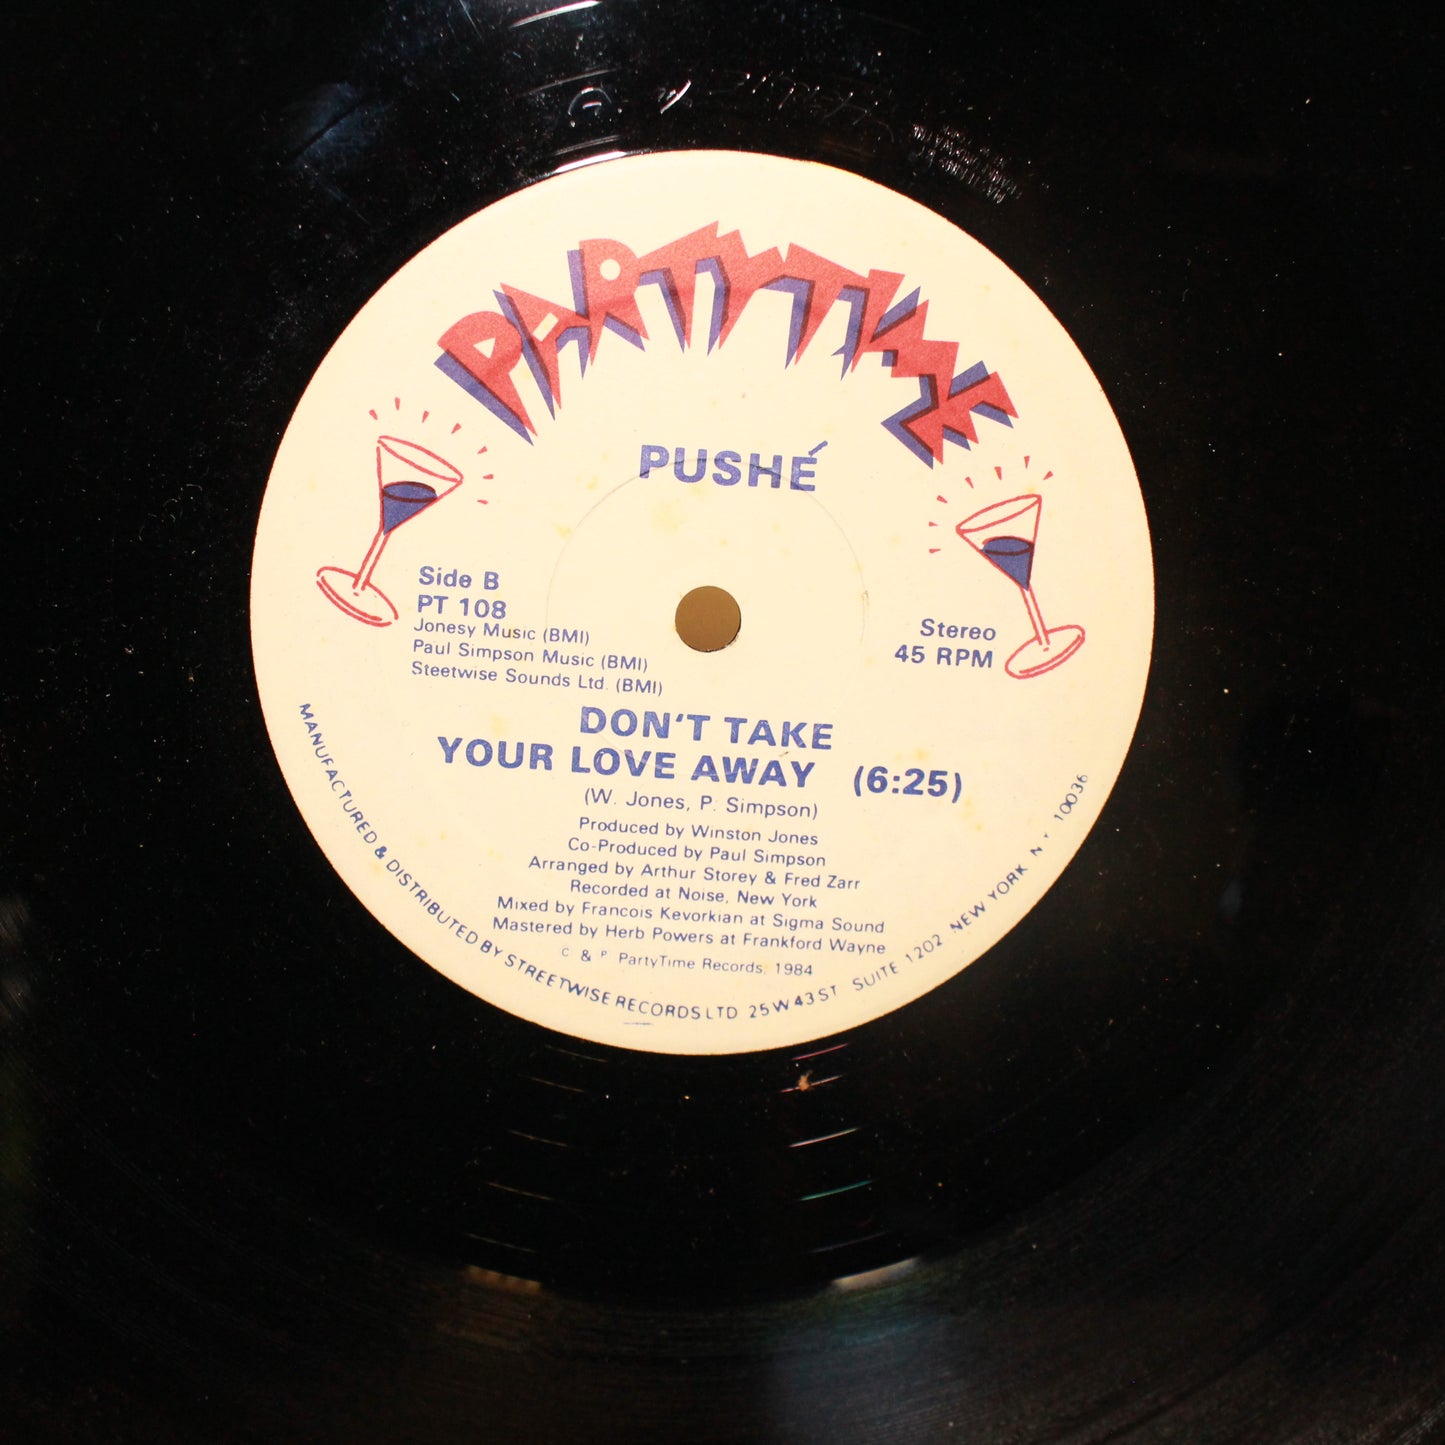 PARTYTIME
PUSHÉ
Side B
PT 108
Jonesy Music (BMI)
Paul Simpson Music (BMI)
Steetwise Sounds Ltd. (BMI)
Stereo
45 RPM
DON'T TAKE
YOUR LOVE AWAY (6:25)
(W. Jones, P. Simpson)
Produced by Winston Jones
Co-Produced by Paul Simpson
Arranged by Arthur Storey & Fred Zarr
Recorded at Noise, New York
Mixed by Francois Kevorkian at Sigma Sound
Mastered by Herb Powers at Frankford Wayne
C & P PartyTime Records, 1984
MANUFACTURED & DISTRIBUTED BY STREETWISE RECORDS LTD 25 W 43 ST SUITE 1202 NEW YORK NY 10036